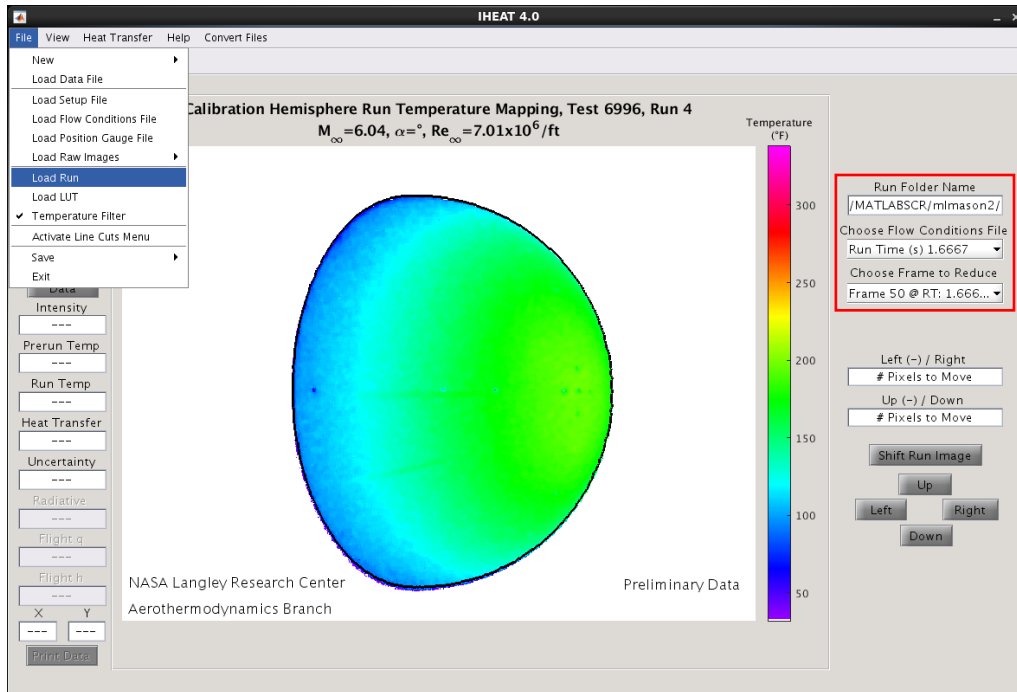 IHEAT 4.0
File View Heat Transfer Help Convert Files
New
Load Data File
Load Setup File
Load Flow Conditions File
Load Position Gauge File
Load Raw Images
Load Run
Load LUT
✓ Temperature Filter
Activate Line Cuts Menu
Save
Exit
Data
Intensity
---
Prerun Temp
---
Run Temp
---
Heat Transfer
---
Uncertainty
---
Radiative
---
Flight q
---
Flight h
---
X Y
--- ---
Print Data
Calibration Hemisphere Run Temperature Mapping, Test 6996, Run 4
M∞=6.04, α=°, Re∞=7.01x10⁶/ft
NASA Langley Research Center
Aerothermodynamics Branch
Preliminary Data
Temperature
(°F)
300
250
200
150
100
50
Run Folder Name
/MATLABSCR/mlmason2/
Choose Flow Conditions File
Run Time (s) 1.6667
Choose Frame to Reduce
Frame 50 @ RT: 1.666...
Left (-) / Right
# Pixels to Move
Up (-) / Down
# Pixels to Move
Shift Run Image
Up
Left Right
Down